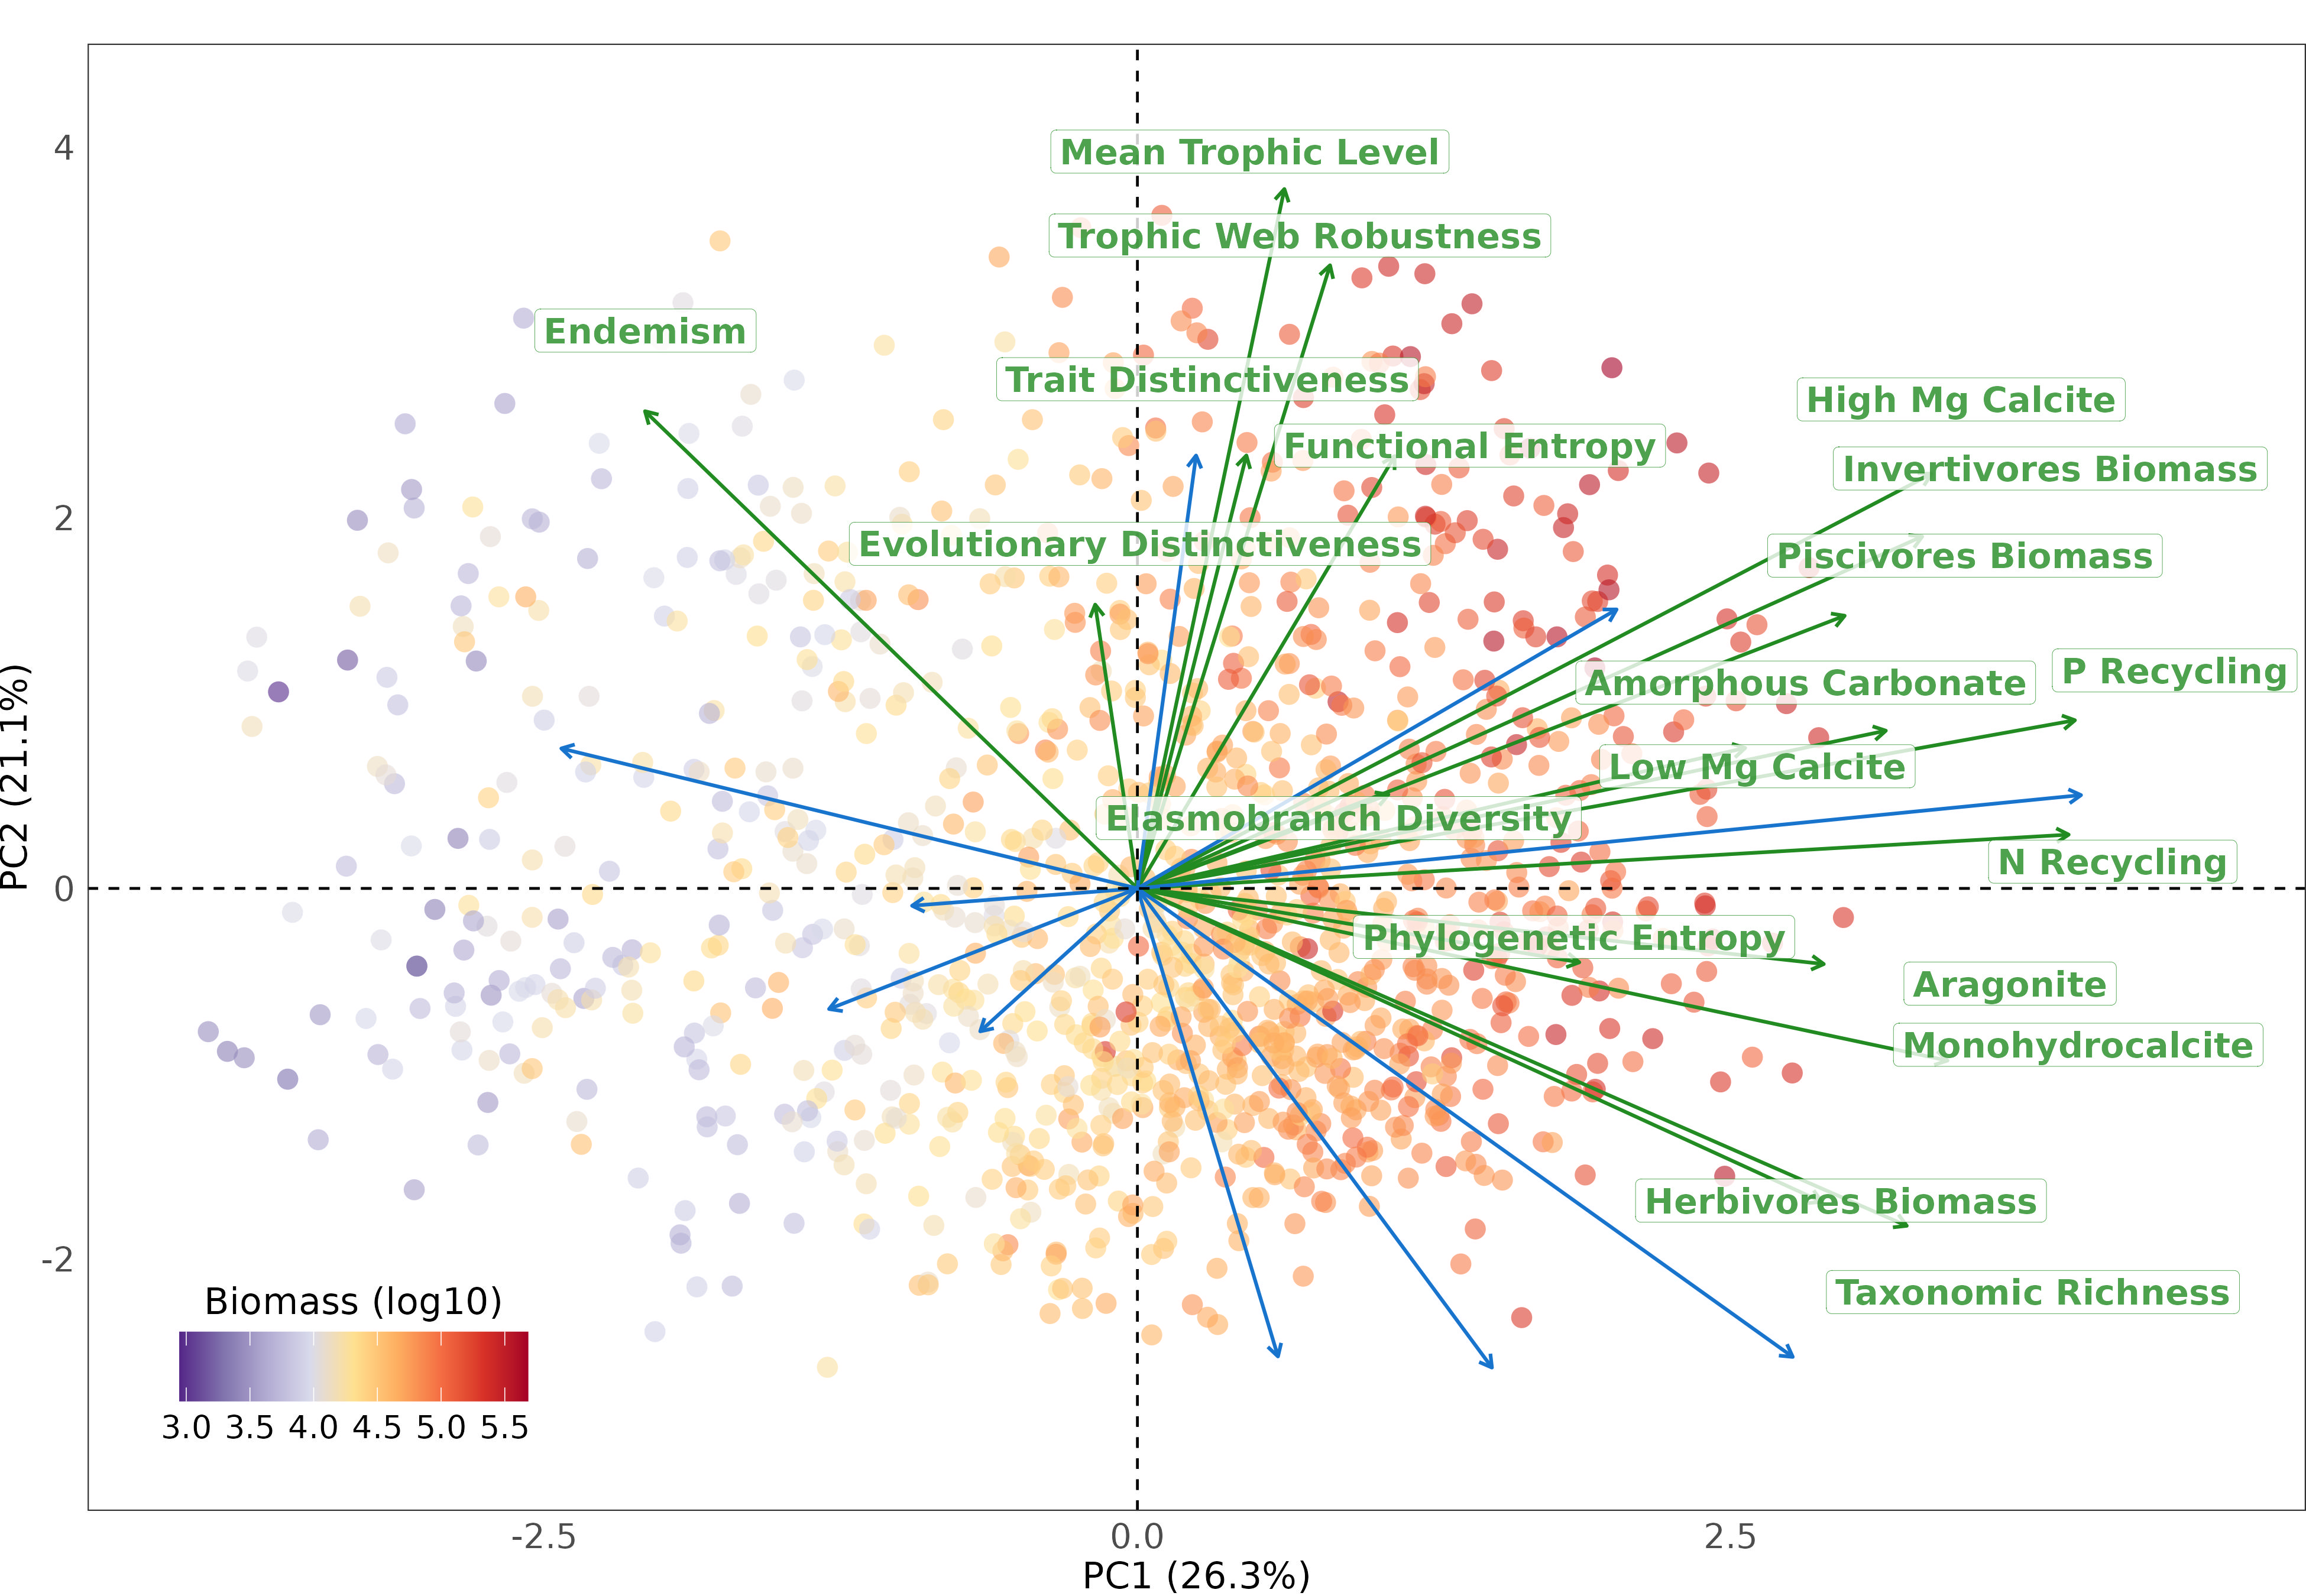 4
Mean Trophic Level
Trophic Web Robustness
Endemism
Trait Distinctiveness
High Mg Calcite
Functional Entropy
Invertivores Biomass
2
Evolutionary Distinctiveness
Piscivores Biomass
P Recycling
Amorphous Carbonate
Low Mg Calcite
Elasmobranch Diversity
PC2 (21.1%)
N Recycling
0
Phylogenetic Entropy
Aragonite
Monohydrocalcite
Herbivores Biomass
-2
Taxonomic Richness
Biomass (log10)
3.0 3.5 4.0 4.5 5.0 5.5
-2.5 0.0 2.5
PC1 (26.3%)